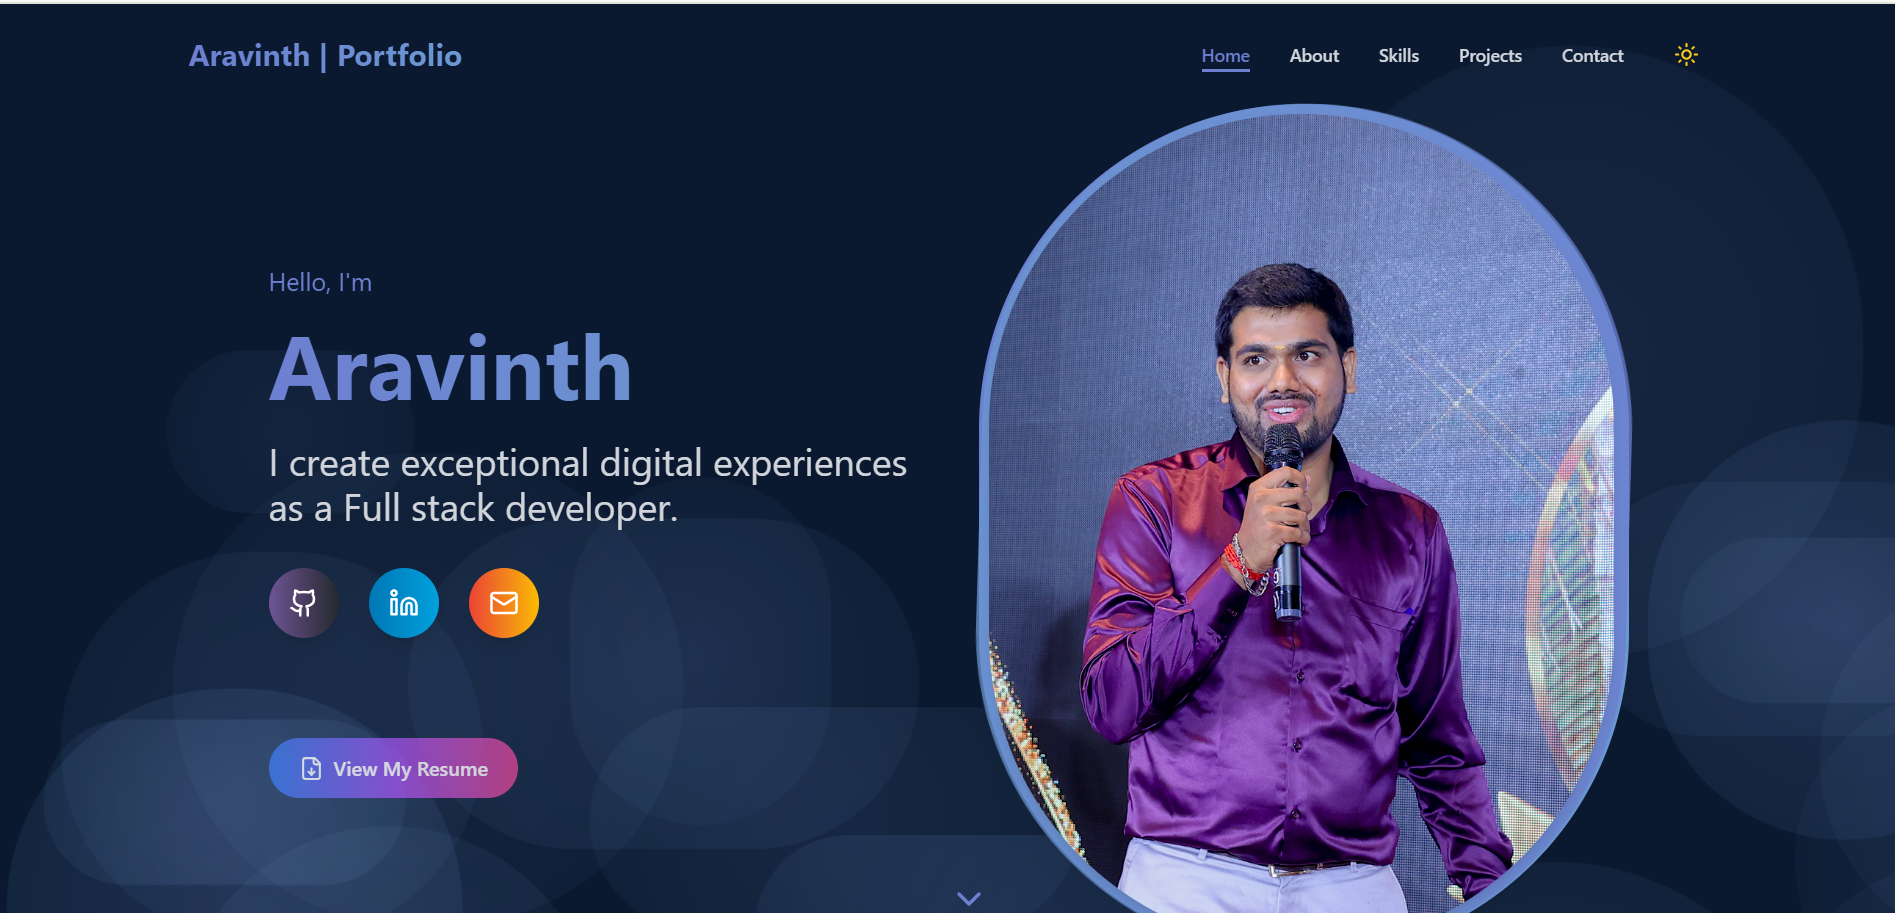 Aravinth | Portfolio
Home
About
Skills
Projects
Contact
Hello, I'm
Aravinth
I create exceptional digital experiences
as a Full stack developer.
View My Resume